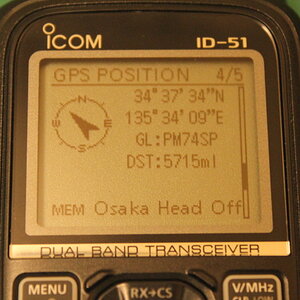 ICOM ID-51
GPS POSITION 4/5
34°37'34"N
135°34'09"E
GL:PM74SP
DST:5715ml
N
W E
S
MEM Osaka Head Off
DUAL BAND TRANSCEIVER
MENU RX→CS V/MHz